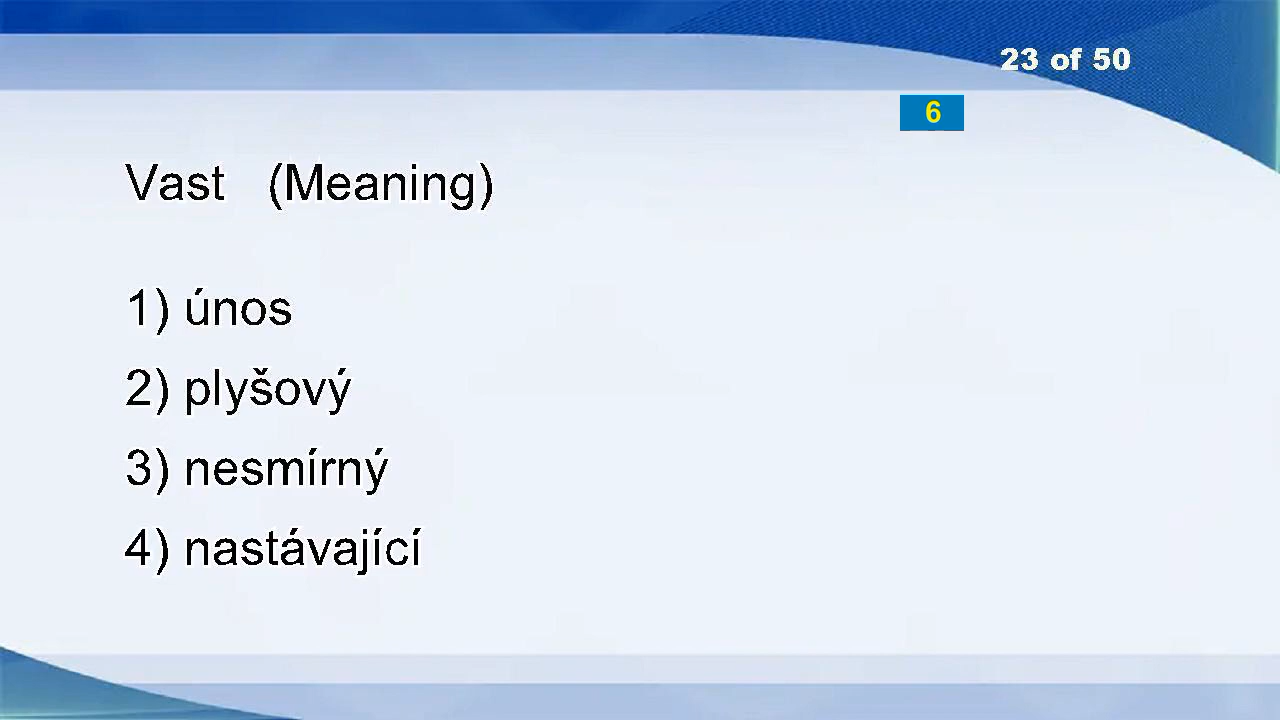 23 of 50
6
Vast (Meaning)
1) únos
2) plyšový
3) nesmírný
4) nastávající